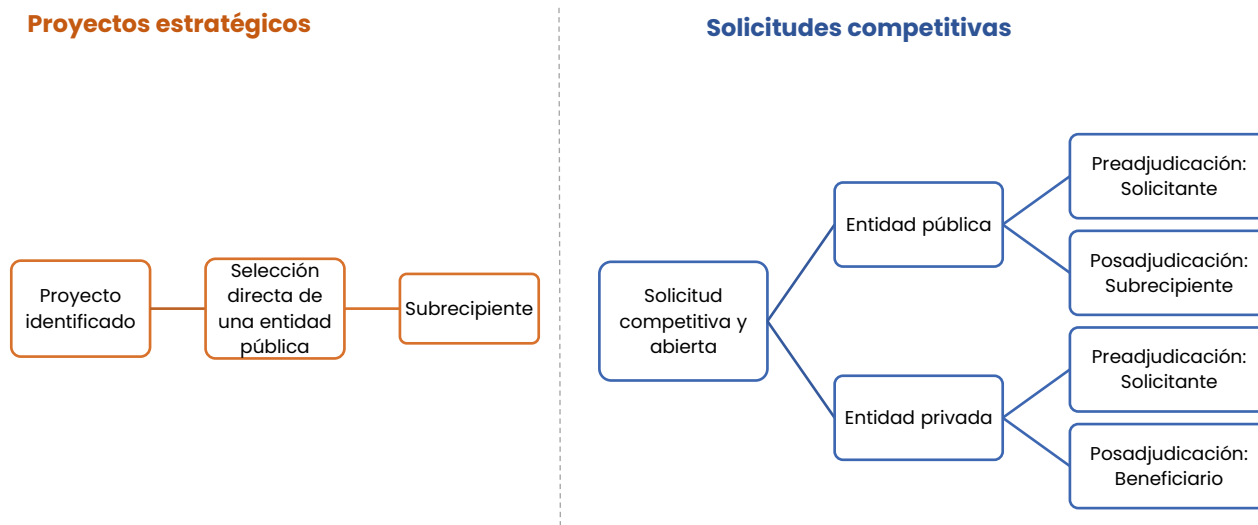 Proyectos estratégicos
Proyecto
identificado
Selección
directa de
una entidad
pública
Subrecipiente
Solicitudes competitivas
Solicitud
competitiva y
abierta
Entidad pública
Preadjudicación:
Solicitante
Posadjudicación:
Subrecipiente
Entidad privada
Preadjudicación:
Solicitante
Posadjudicación:
Beneficiario